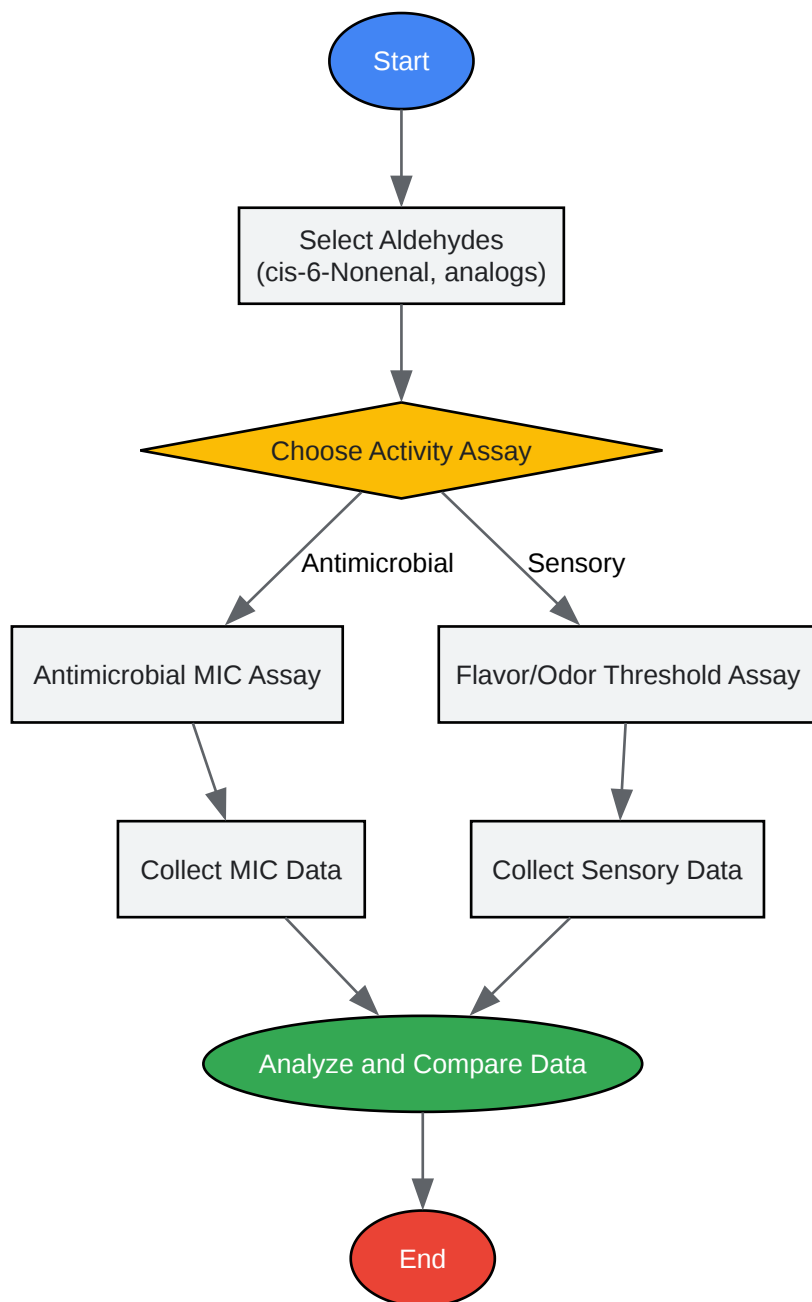 Start
Select Aldehydes
(cis-6-Nonenal, analogs)
Choose Activity Assay
Antimicrobial
Sensory
Antimicrobial MIC Assay
Flavor/Odor Threshold Assay
Collect MIC Data
Collect Sensory Data
Analyze and Compare Data
End